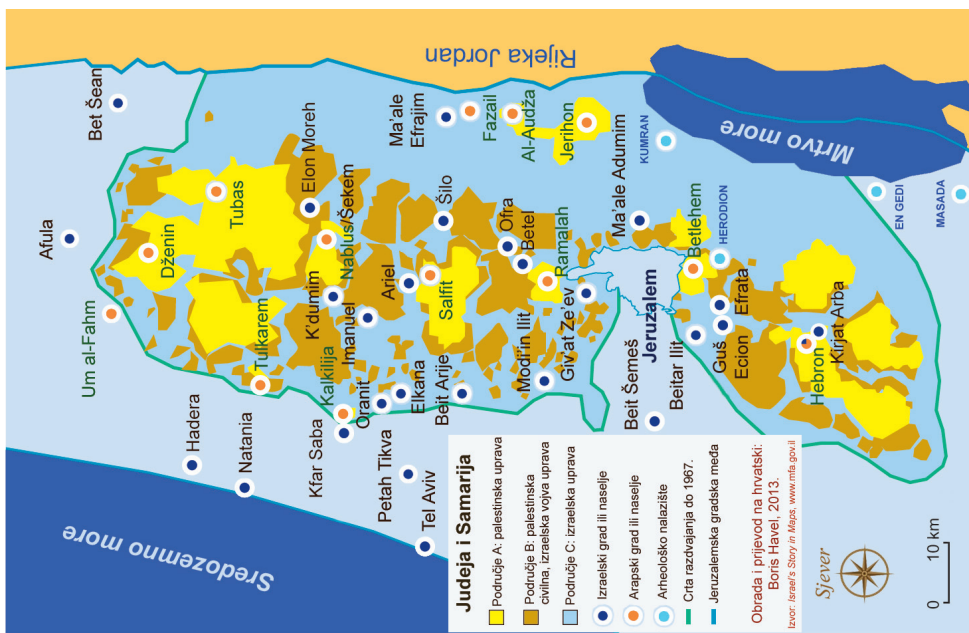 Judeja i Samarija
Područje A: palestinska uprava
Područje B: palestinska
civilna, izraelska vojva uprava
Područje C: izraelska uprava
Izraelski grad ili naselje
Arapski grad ili naselje
Arheološko nalazište
Crta razdvajanja do 1967.
Jeruzalemska gradska međa
Obrada i prijevod na hrvatski:
Boris Havel, 2013.
Izvor: Israel's Story in Maps, www.mfa.gov.il
Sjever
0
10 km
Sredozemno more
Rijeka Jordan
Mrtvo more
Afula
Bet Šean
Um al-Fahm
Dženin
Hadera
Tubas
Natania
Tulkarem
Elon Moreh
Nablus/Šekem
K'dumim
Imanuel
Kalkilija
Kfar Saba
Oranit
Elkana
Petah Tikva
Tel Aviv
Ariel
Salfit
Beit Arije
Šilo
Ma'ale
Efrajim
Fazail
Al-Audža
Jerihon
Ofra
Betel
Ramalah
Modi'in Ilit
Giv'at Ze'ev
Ma'ale Adumim
KUMRAN
Jeruzalem
Beit Šemeš
Beitar Ilit
Betlehem
HERODION
Efrata
Guš
Ecion
Hebron
Kirjat Arba
EN GEDI
MASADA